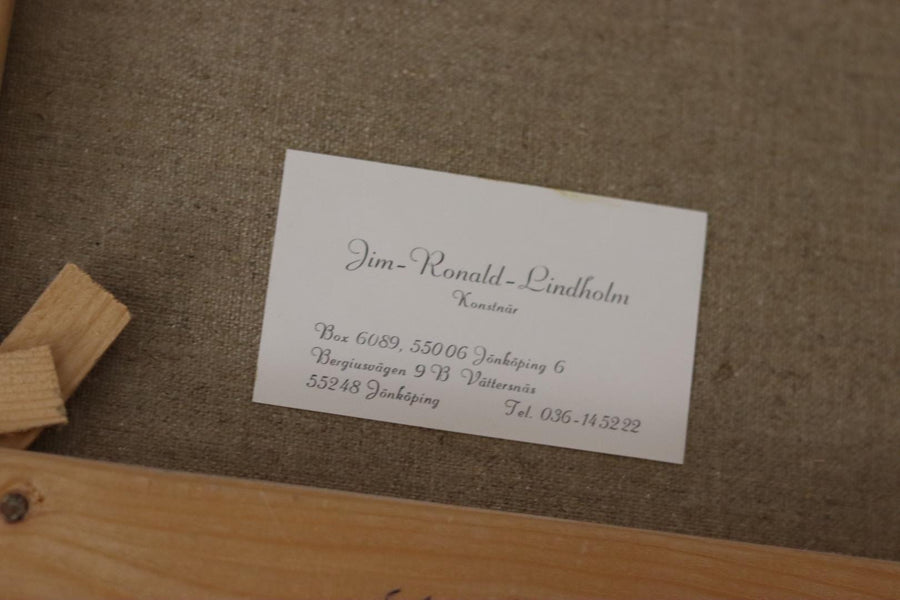 Jim-Ronald-Lindholm
Konstnär
Box 6089, 55006 Jönköping 6
Bergiusvägen 9 B Vättersnäs
55248 Jönköping Tel. 036-145222